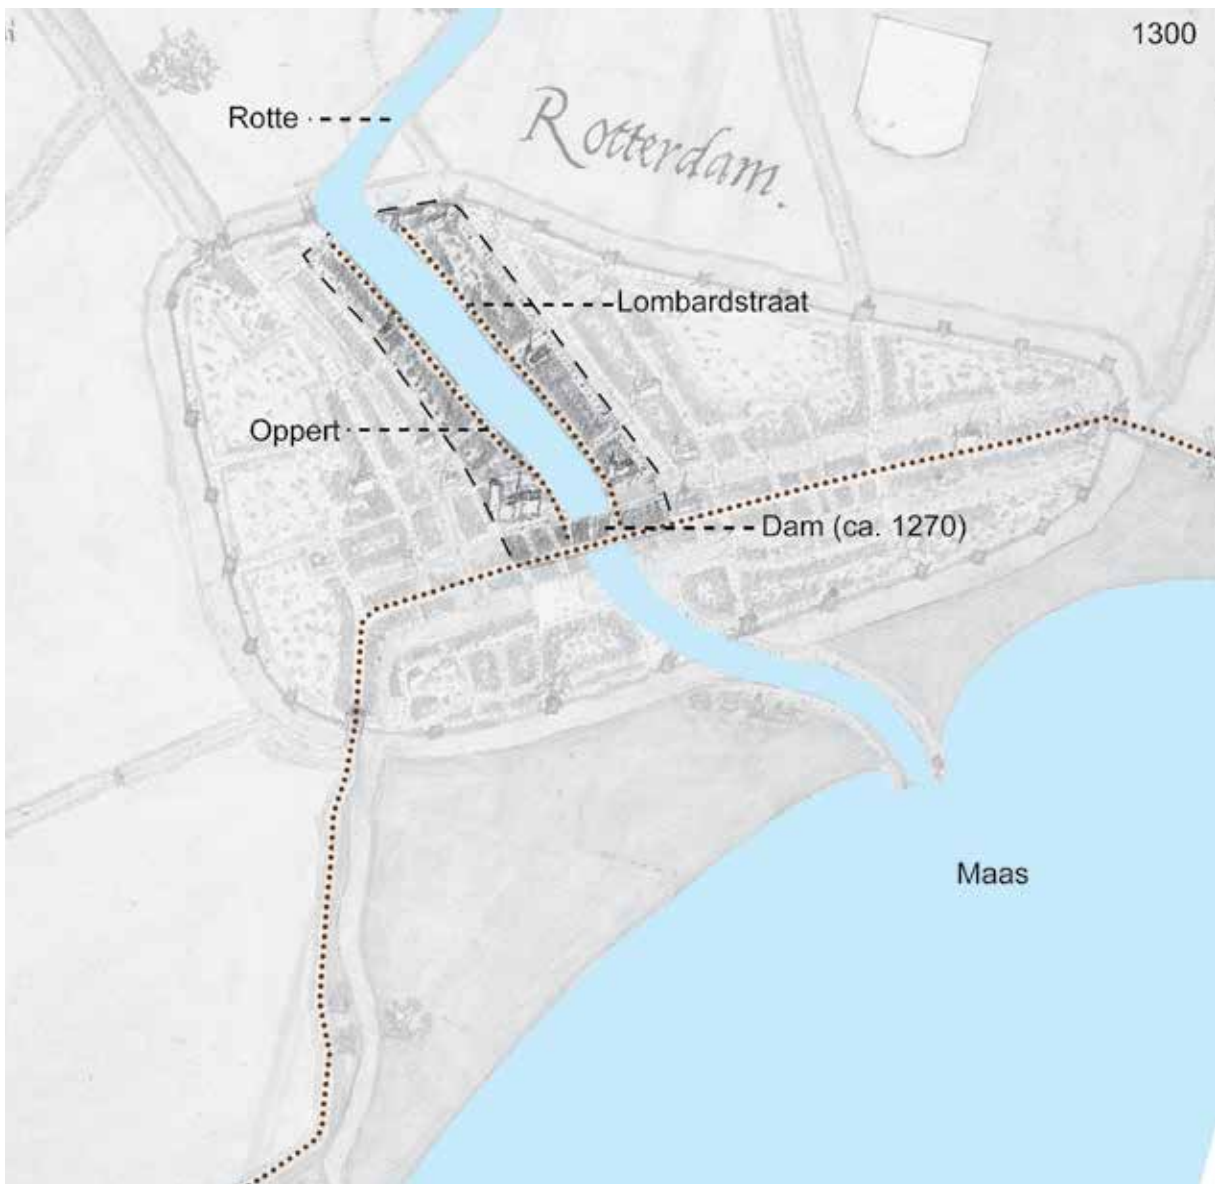 1300
Rotte
Rotterdam.
Lombardstraat
Oppert
Dam (ca. 1270)
Maas